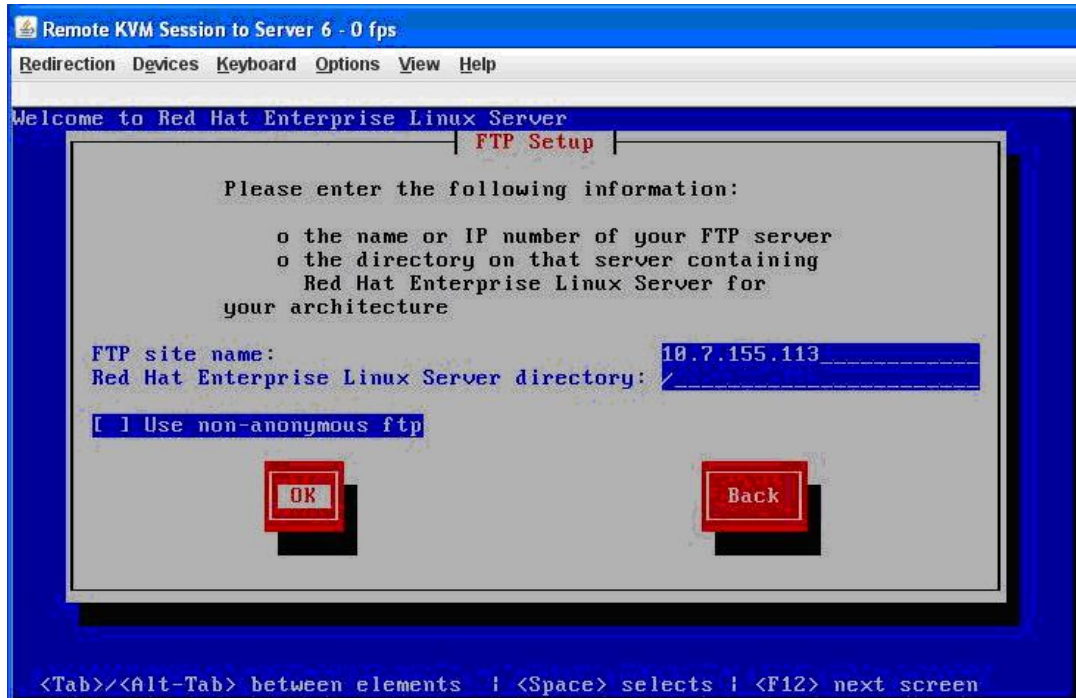 Remote KVM Session to Server 6 - 0 fps
Redirection Devices Keyboard Options View Help
Welcome to Red Hat Enterprise Linux Server
FTP Setup
Please enter the following information:
o the name or IP number of your FTP server
o the directory on that server containing
Red Hat Enterprise Linux Server for
your architecture
FTP site name: 10.7.155.113____________
Red Hat Enterprise Linux Server directory: /_______________________
[ ] Use non-anonymous ftp
OK Back
<Tab>/<Alt-Tab> between elements | <Space> selects | <F12> next screen